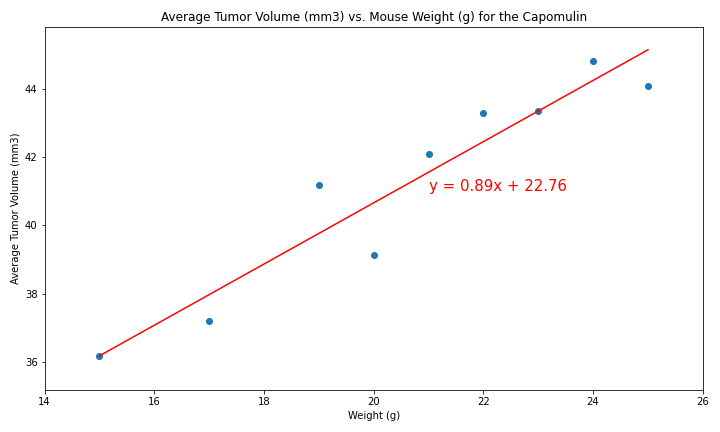 Average Tumor Volume (mm3) vs. Mouse Weight (g) for the Capomulin
Average Tumor Volume (mm3)
44
42
40
38
36
y = 0.89x + 22.76
14 16 18 20 22 24 26
Weight (g)